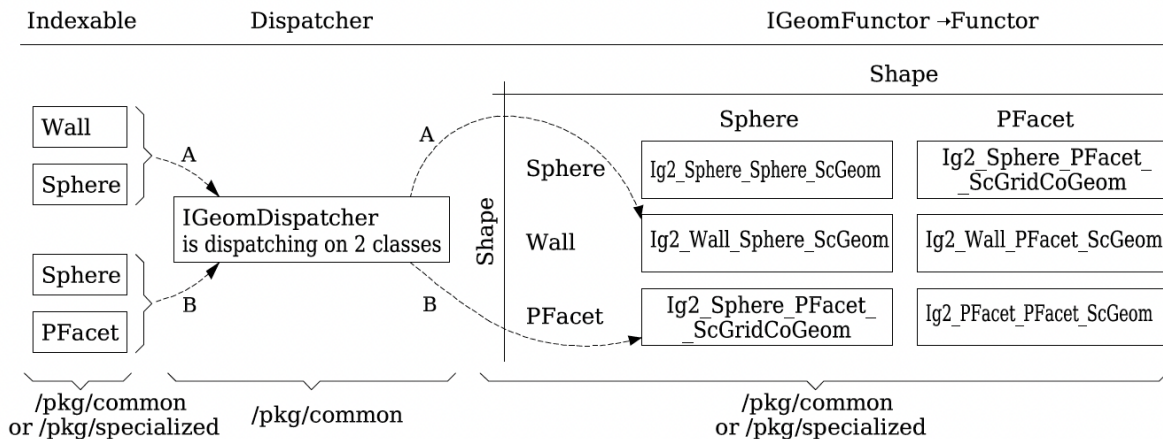 Indexable
Dispatcher
IGeomFunctor →Functor
Shape
Sphere
PFacet
Wall
Sphere
A
A
Sphere
Ig2_Sphere_Sphere_ScGeom
Ig2_Sphere_PFacet_
_ScGridCoGeom
IGeomDispatcher
is dispatching on 2 classes
Shape
Wall
Ig2_Wall_Sphere_ScGeom
Ig2_Wall_PFacet_ScGeom
Sphere
PFacet
B
B
PFacet
Ig2_Sphere_PFacet_
_ScGridCoGeom
Ig2_PFacet_PFacet_ScGeom
/pkg/common
or /pkg/specialized
/pkg/common
/pkg/common
or /pkg/specialized